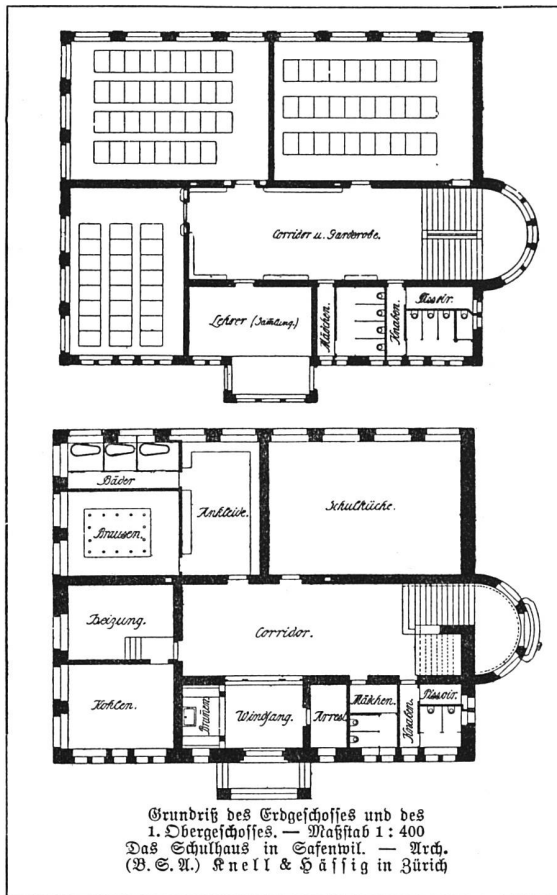 Corridor u. Garderobe.
Lehrer (Samlung.)
Mädchen.
Knaben.
Pissoir.
Bäder
Ankleide.
Schulküche.
Brausen.
Heizung.
Corridor.
Kohlen.
Brunnen.
Windfang.
Arrest
Mädchen.
Knaben.
Pissoir.
Grundriß des Erdgeschosses und des
1. Obergeschosses. — Maßstab 1 : 400
Das Schulhaus in Safenwil. — Arch.
(B. S. A.) Knell & Hässig in Zürich